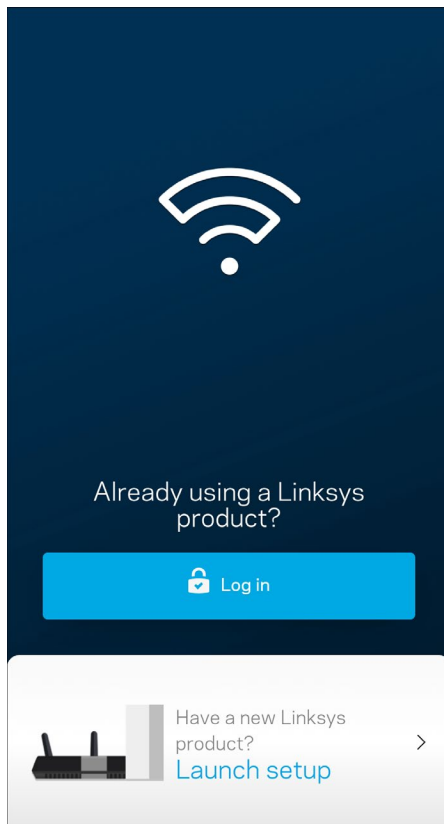 Already using a Linksys
product?
Log in
Have a new Linksys
product?
Launch setup